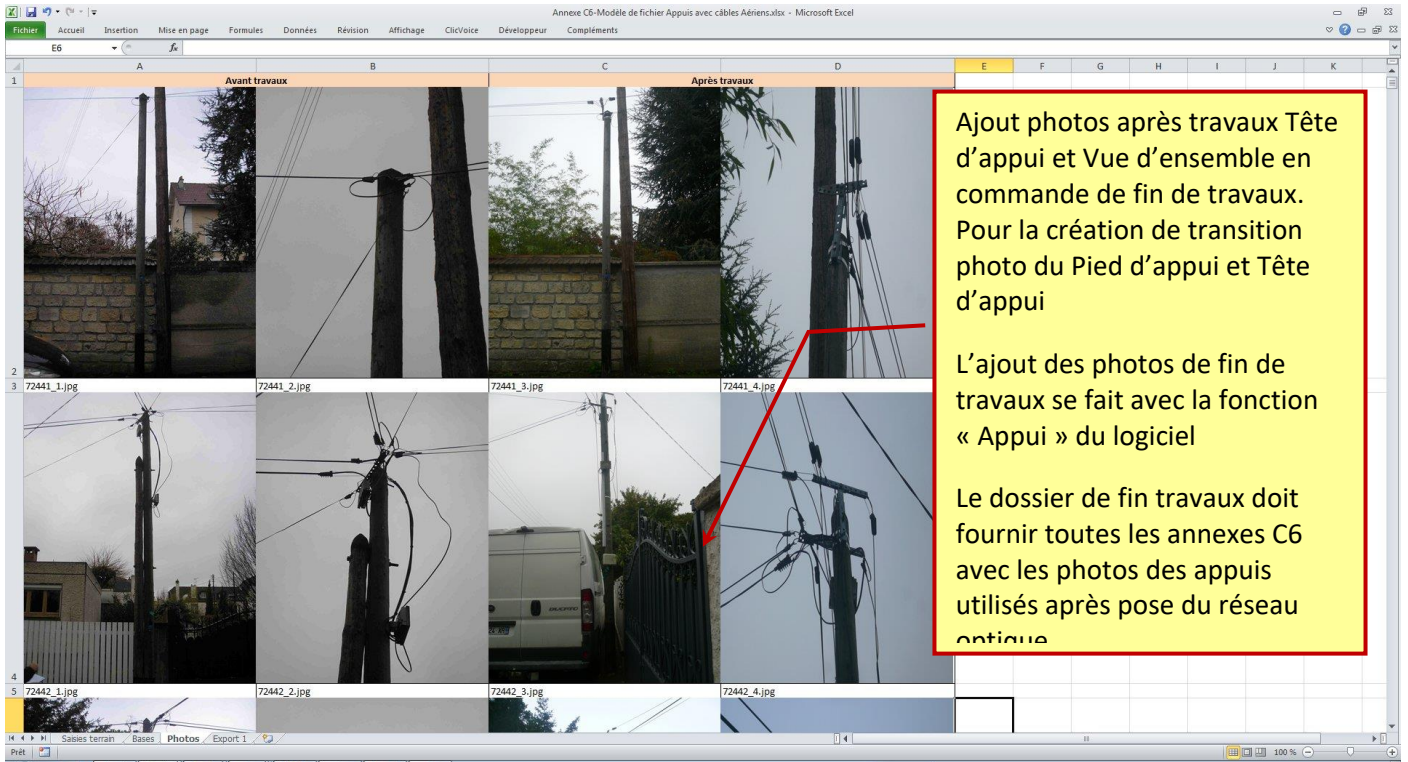 Annexe C6-Modèle de fichier Appuis avec câbles Aériens.xlsx - Microsoft Excel
Fichier Accueil Insertion Mise en page Formules Données Révision Affichage ClicVoice Développeur Compléments
E6 fx
A B C D E F G H I J K
1 Avant travaux Après travaux
2
3 72441_1.jpg 72441_2.jpg 72441_3.jpg 72441_4.jpg
4
5 72442_1.jpg 72442_2.jpg 72442_3.jpg 72442_4.jpg
Ajout photos après travaux Tête
d’appui et Vue d’ensemble en
commande de fin de travaux.
Pour la création de transition
photo du Pied d’appui et Tête
d’appui
L’ajout des photos de fin de
travaux se fait avec la fonction
« Appui » du logiciel
Le dossier de fin travaux doit
fournir toutes les annexes C6
avec les photos des appuis
utilisés après pose du réseau
optique
Saisies terrain Bases Photos Export 1
Prêt 100 %